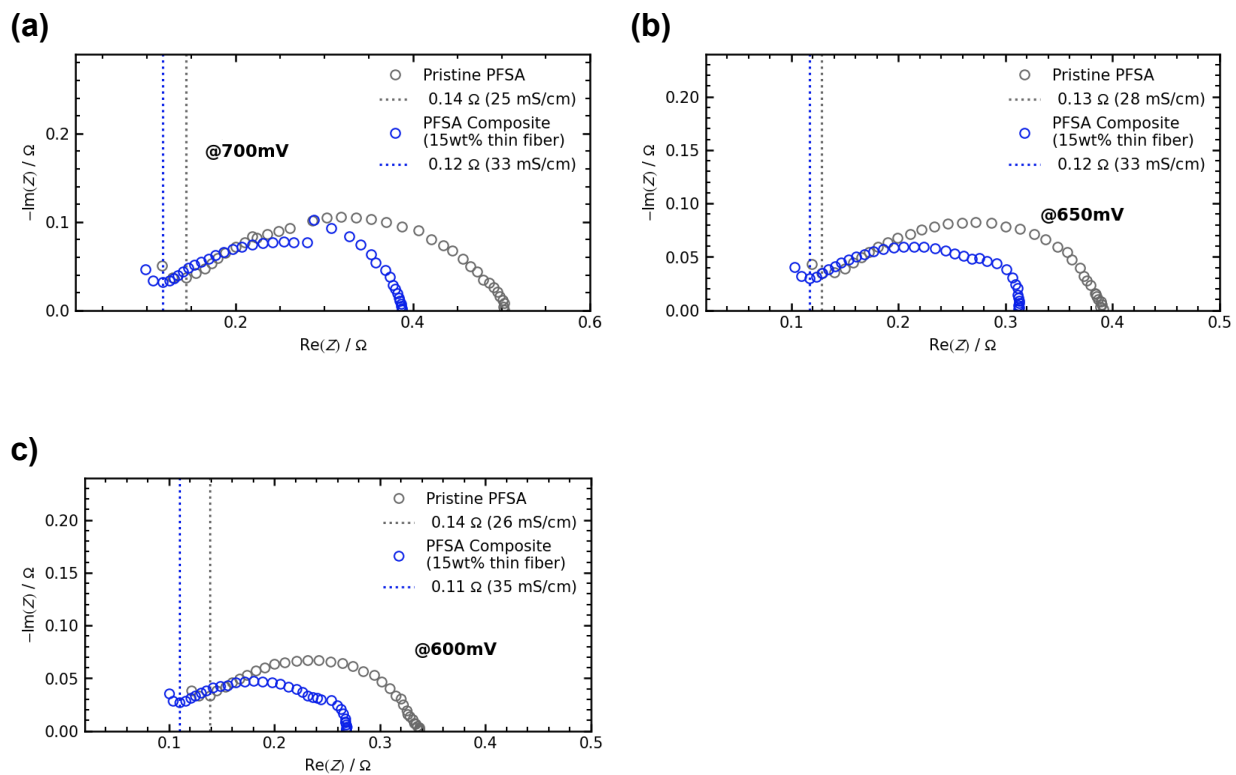 (a)
(b)
Pristine PFSA
0.14 Ω (25 mS/cm)
PFSA Composite
(15wt% thin fiber)
0.12 Ω (33 mS/cm)
@700mV
−Im(Z) / Ω
0.2
0.1
0.0
0.2
0.4
0.6
Re(Z) / Ω
Pristine PFSA
0.13 Ω (28 mS/cm)
PFSA Composite
(15wt% thin fiber)
0.12 Ω (33 mS/cm)
@650mV
−Im(Z) / Ω
0.20
0.15
0.10
0.05
0.00
0.1
0.2
0.3
0.4
0.5
Re(Z) / Ω
c)
Pristine PFSA
0.14 Ω (26 mS/cm)
PFSA Composite
(15wt% thin fiber)
0.11 Ω (35 mS/cm)
@600mV
−Im(Z) / Ω
0.20
0.15
0.10
0.05
0.00
0.1
0.2
0.3
0.4
0.5
Re(Z) / Ω